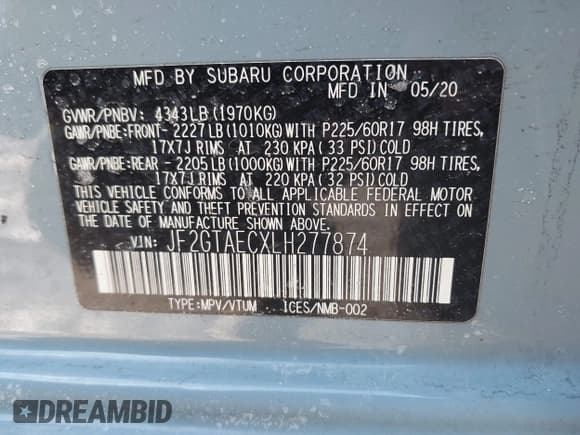 MFD BY SUBARU CORPORATION
MFD IN 05/20
GVWR/PNBV: 4343LB (1970KG)
GAWR/PNBE:FRONT- 2227LB(1010KG)WITH P225/60R17 98H TIRES,
17X7J RIMS AT 230 KPA(33 PSI)COLD
GAWR/PNBE:REAR - 2205LB(1000KG)WITH P225/60R17 98H TIRES,
17X7J RIMS AT 220 KPA(32 PSI)COLD
THIS VEHICLE CONFORMS TO ALL APPLICABLE FEDERAL MOTOR
VEHICLE SAFETY AND THEFT PREVENTION STANDARDS IN EFFECT ON
THE DATE OF MANUFACTURE SHOWN ABOVE.
VIN: JF2GTAECXLH277874
TYPE:MPV/VTUM ICES/NMB-002
DREAMBID